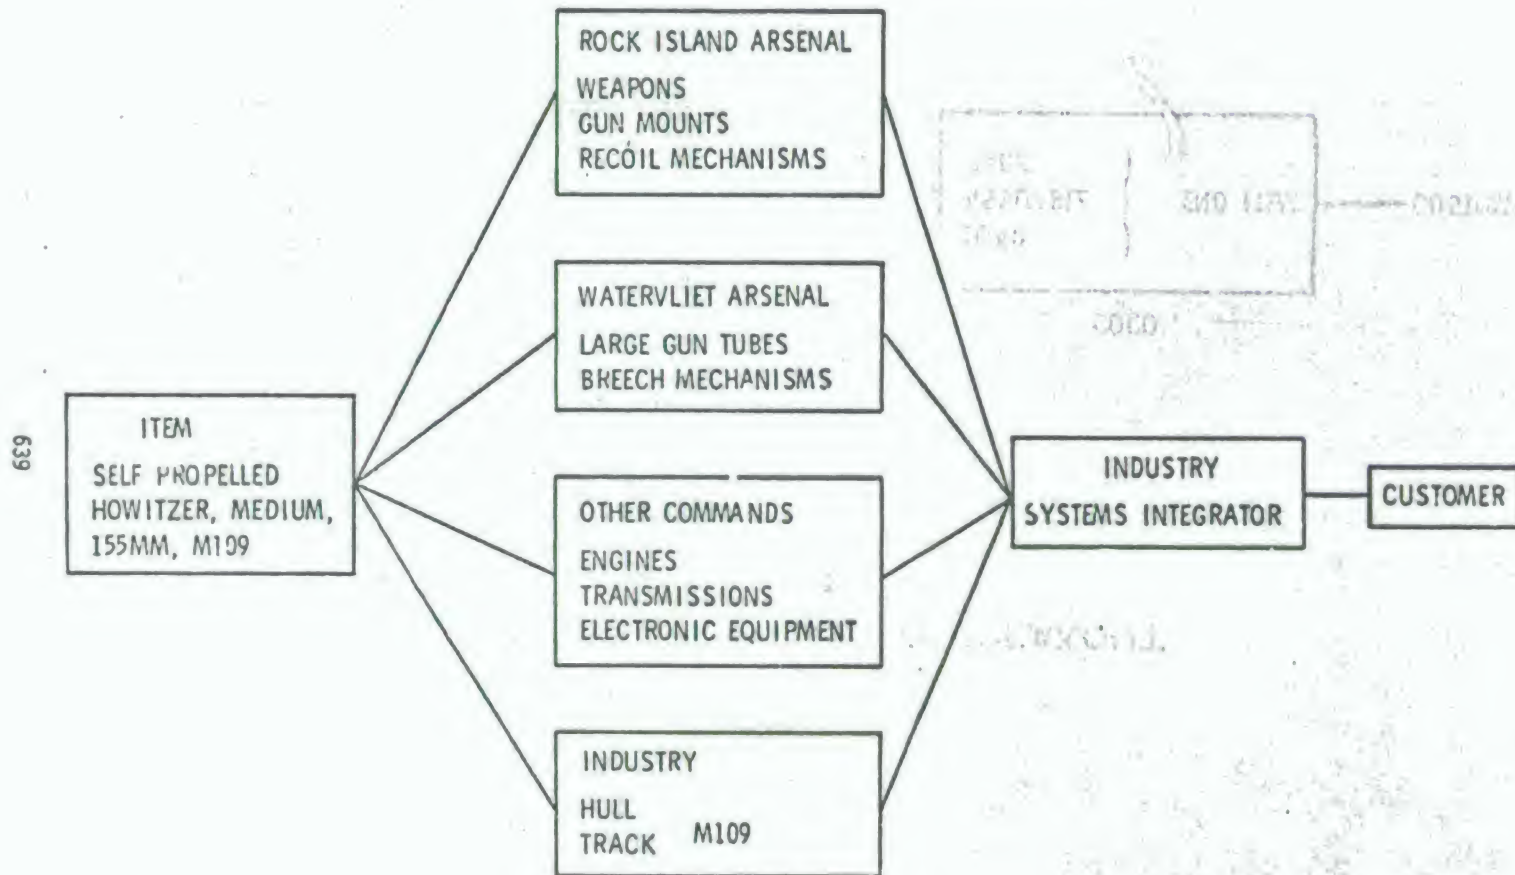 639
ITEM
SELF PROPELLED
HOWITZER, MEDIUM,
155MM, M109
ROCK ISLAND ARSENAL
WEAPONS
GUN MOUNTS
RECOIL MECHANISMS
WATERVLIET ARSENAL
LARGE GUN TUBES
BREECH MECHANISMS
OTHER COMMANDS
ENGINES
TRANSMISSIONS
ELECTRONIC EQUIPMENT
INDUSTRY
HULL
TRACK M109
INDUSTRY
SYSTEMS INTEGRATOR
CUSTOMER